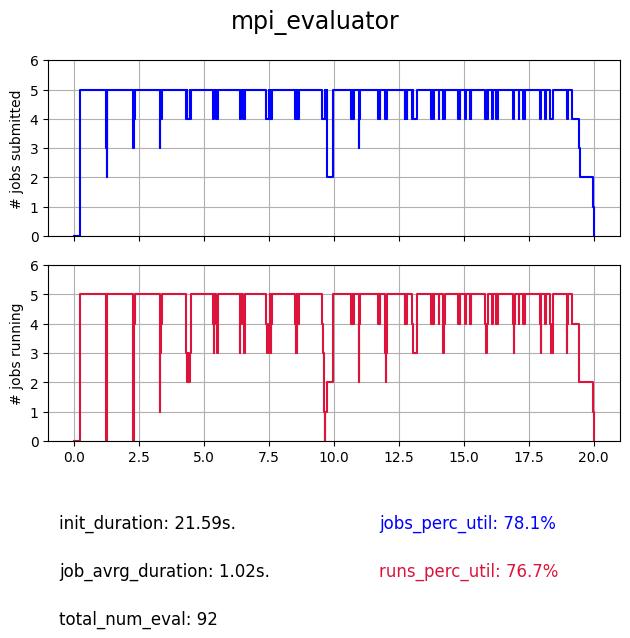 mpi_evaluator
6
5
4
3
2
1
0
# jobs submitted
6
5
4
3
2
1
0
# jobs running
0.0 2.5 5.0 7.5 10.0 12.5 15.0 17.5 20.0
init_duration: 21.59s. jobs_perc_util: 78.1%
job_avrg_duration: 1.02s. runs_perc_util: 76.7%
total_num_eval: 92